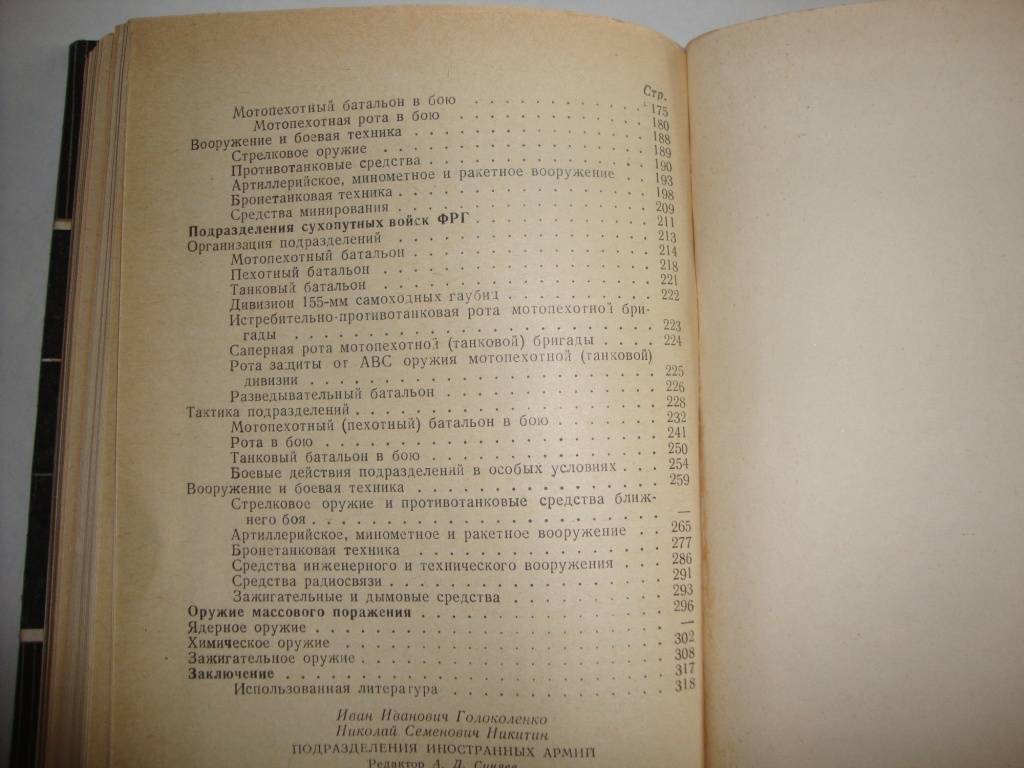 Стр.
Мотопехотный батальон в бою . . . . . . . . . . 175
Мотопехотная рота в бою . . . . . . . . . . 180
Вооружение и боевая техника . . . . . . . . . . 188
Стрелковое оружие . . . . . . . . . . 189
Противотанковые средства . . . . . . . . . . 190
Артиллерийское, минометное и ракетное вооружение . . 193
Бронетанковая техника . . . . . . . . . . 198
Средства минирования . . . . . . . . . . 209
Подразделения сухопутных войск ФРГ . . . . . . . . . . 211
Организация подразделений . . . . . . . . . . 213
Мотопехотный батальон . . . . . . . . . . 214
Пехотный батальон . . . . . . . . . . 218
Танковый батальон . . . . . . . . . . 221
Дивизион 155-мм самоходных гаубиц . . . . . . . . 222
Истребительно-противотанковая рота мотопехотной бри-
гады . . . . . . . . . . 223
Саперная рота мотопехотной (танковой) бригады . . . . 224
Рота защиты от АВС оружия мотопехотной (танковой)
дивизии . . . . . . . . . . 225
Разведывательный батальон . . . . . . . . . . 226
Тактика подразделений . . . . . . . . . . 228
Мотопехотный (пехотный) батальон в бою . . . . . . . 232
Рота в бою . . . . . . . . . . 241
Танковый батальон в бою . . . . . . . . . . 250
Боевые действия подразделений в особых условиях . . . 254
Вооружение и боевая техника . . . . . . . . . . 259
Стрелковое оружие и противотанковые средства ближ-
него боя . . . . . . . . . . —
Артиллерийское, минометное и ракетное вооружение . . 265
Бронетанковая техника . . . . . . . . . . 277
Средства инженерного и технического вооружения . . . 286
Средства радиосвязи . . . . . . . . . . 291
Зажигательные и дымовые средства . . . . . . . . 293
Оружие массового поражения . . . . . . . . . . 296
Ядерное оружие . . . . . . . . . . —
Химическое оружие . . . . . . . . . . 302
Зажигательное оружие . . . . . . . . . . 308
Заключение . . . . . . . . . . 317
Использованная литература . . . . . . . . . . 318
Иван Иванович Голоколенко
Николай Семенович Никитин
ПОДРАЗДЕЛЕНИЯ ИНОСТРАННЫХ АРМИЙ
Редактор А. Д. Синяев